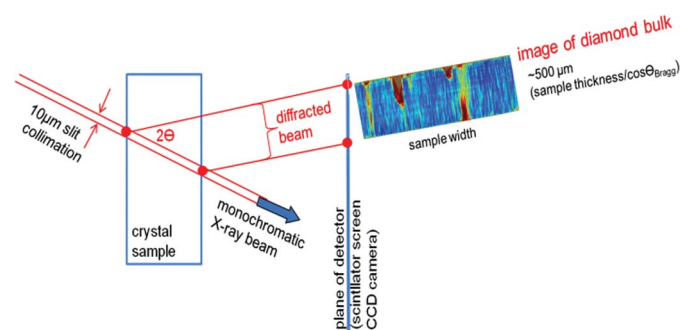 10µm slit
collimation
2Θ
diffracted
beam
image of diamond bulk
~500 µm
(sample thickness/cosΘBragg)
sample width
monochromatic
X-ray beam
crystal
sample
plane of detector
(scintillator screen
CCD camera)